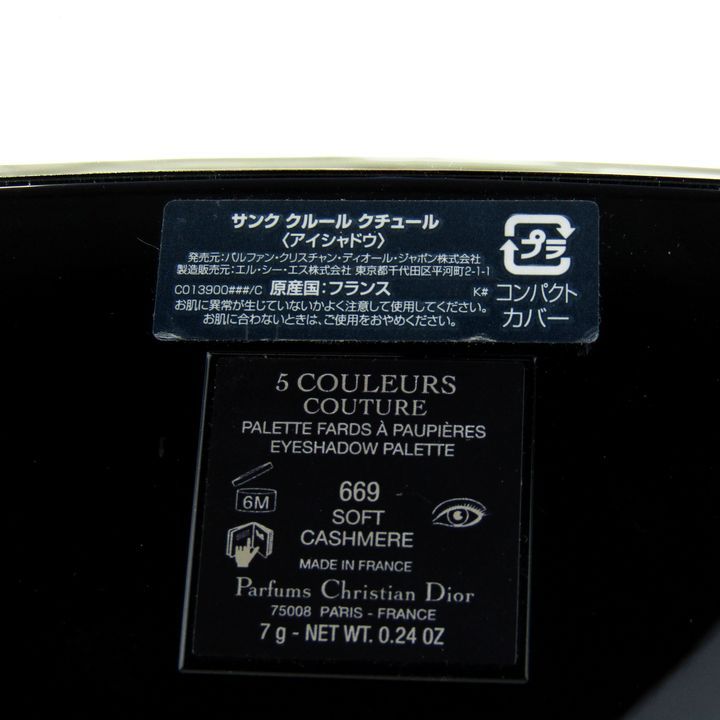 サンク クルール クチュール
〈アイシャドウ〉
発売元:パルファン・クリスチャン・ディオール・ジャポン株式会社
製造販売元:エル・シー・エス株式会社 東京都千代田区平河町2-1-1
C013900###/C 原産国:フランス K#
お肌に異常が生じていないかよく注意して使用してください。
お肌に合わないときは、ご使用をおやめください。
プラ
コンパクト
カバー
5 COULEURS
COUTURE
PALETTE FARDS À PAUPIÈRES
EYESHADOW PALETTE
6M
669
SOFT
CASHMERE
MADE IN FRANCE
Parfums Christian Dior
75008 PARIS - FRANCE
7 g - NET WT. 0.24 OZ